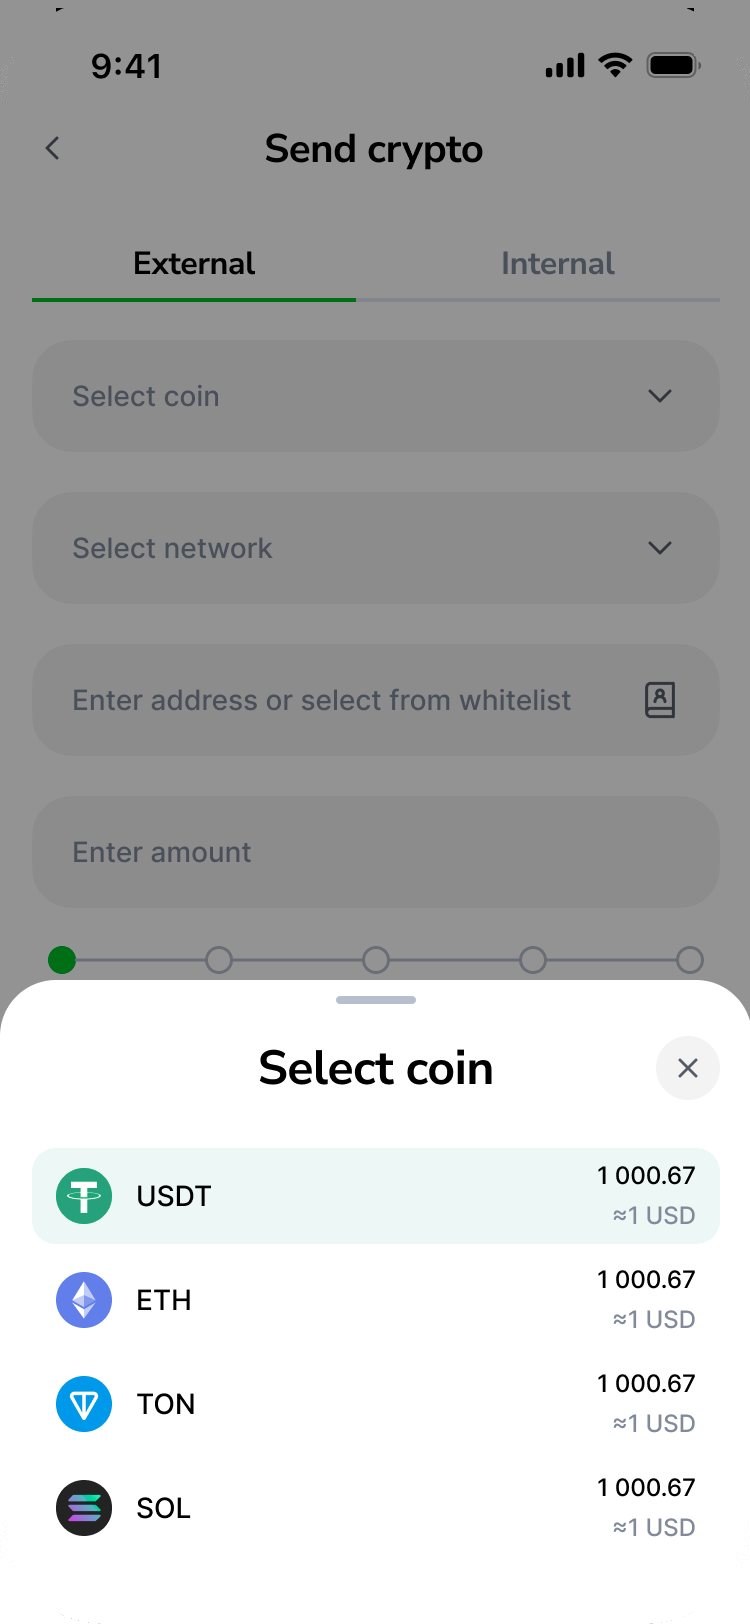 9:41
Send crypto
External
Internal
Select coin
Select network
Enter address or select from whitelist
Enter amount
Select coin
USDT
1 000.67
≈1 USD
ETH
1 000.67
≈1 USD
TON
1 000.67
≈1 USD
SOL
1 000.67
≈1 USD